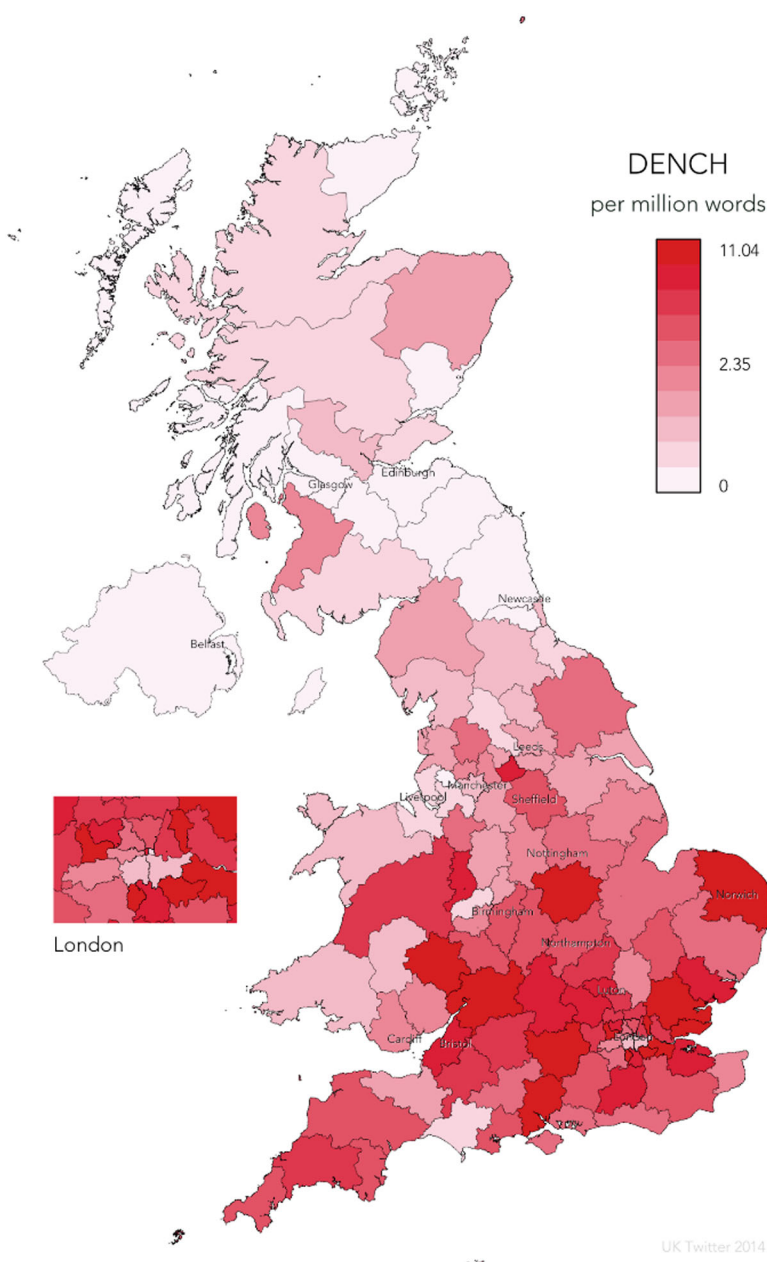 DENCH
per million words
11.04
2.35
0
Edinburgh
Glasgow
Newcastle
Belfast
Leeds
Manchester
Liverpool
Sheffield
Nottingham
Norwich
Birmingham
Northampton
London
Luton
Cardiff
Bristol
London
UK Twitter 2014